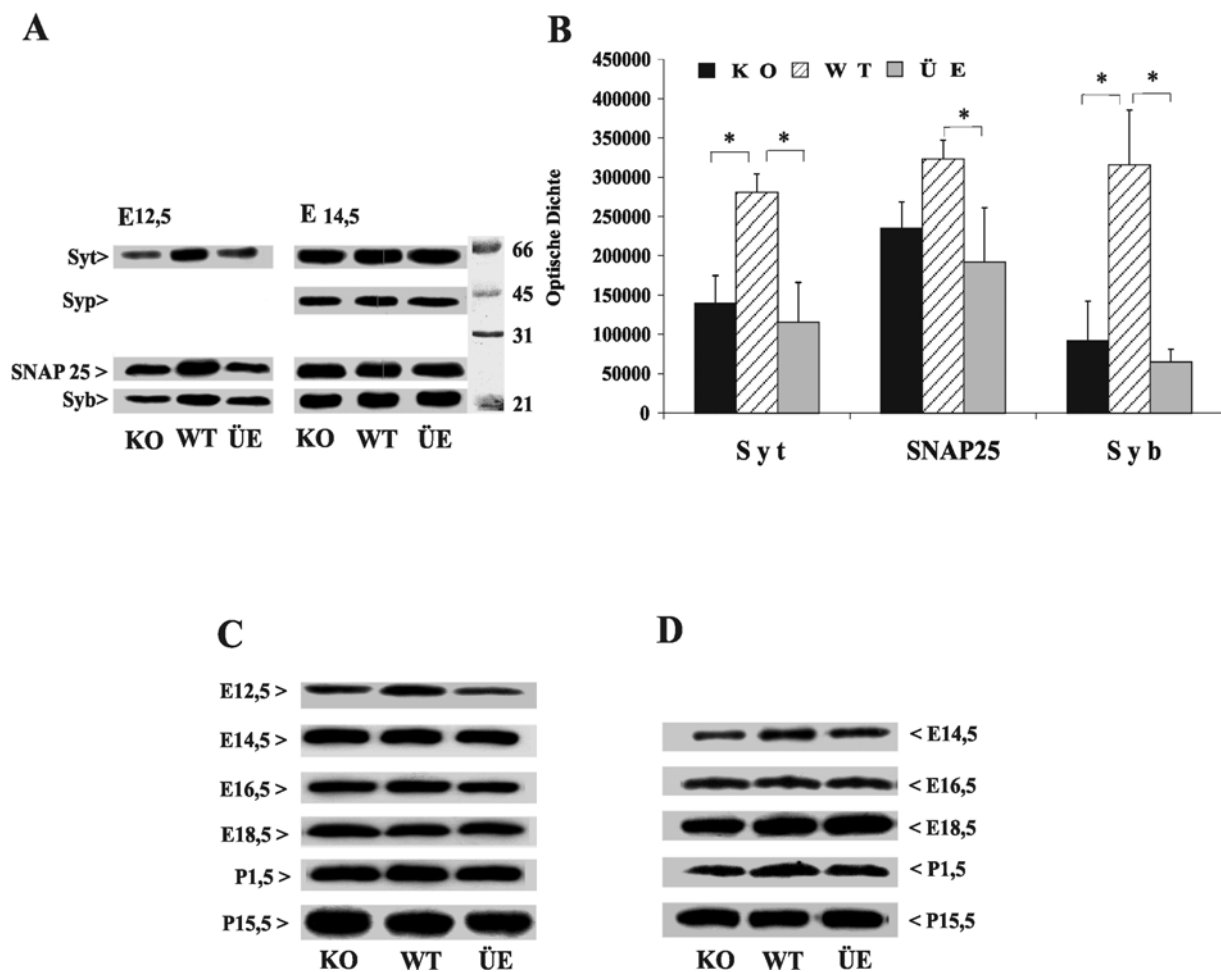 A
E12,5
E 14,5
Syt>
Syp>
SNAP 25 >
Syb>
66
45
31
21
KO WT ÜE
KO WT ÜE
B
K O W T Ü E
Optische Dichte
450000
400000
350000
300000
250000
200000
150000
100000
50000
0
* *
*
* *
S y t SNAP25 S y b
C
E12,5 >
E14,5 >
E16,5 >
E18,5 >
P1,5 >
P15,5 >
KO WT ÜE
D
< E14,5
< E16,5
< E18,5
< P1,5
< P15,5
KO WT ÜE